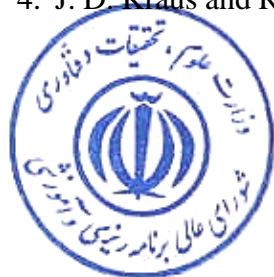 4. J. D. Kraus and R
وزارت علوم، تحقیقات و فناوری
شورای عالی برنامه ریزی و آموزشی